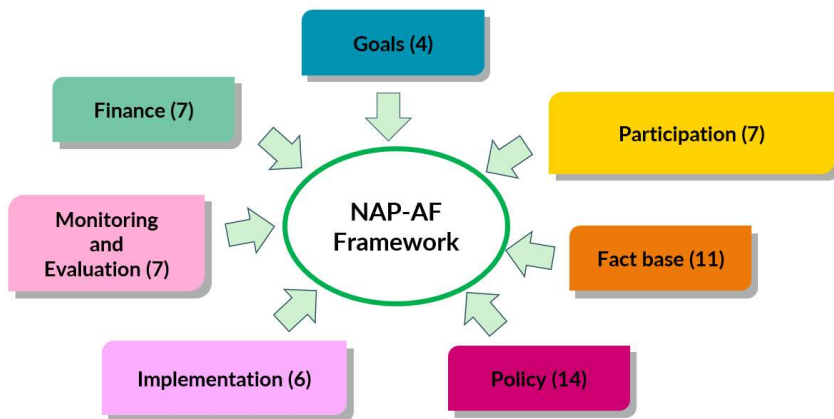 Goals (4)
Finance (7)
Participation (7)
Monitoring
and
Evaluation (7)
NAP-AF
Framework
Fact base (11)
Implementation (6)
Policy (14)